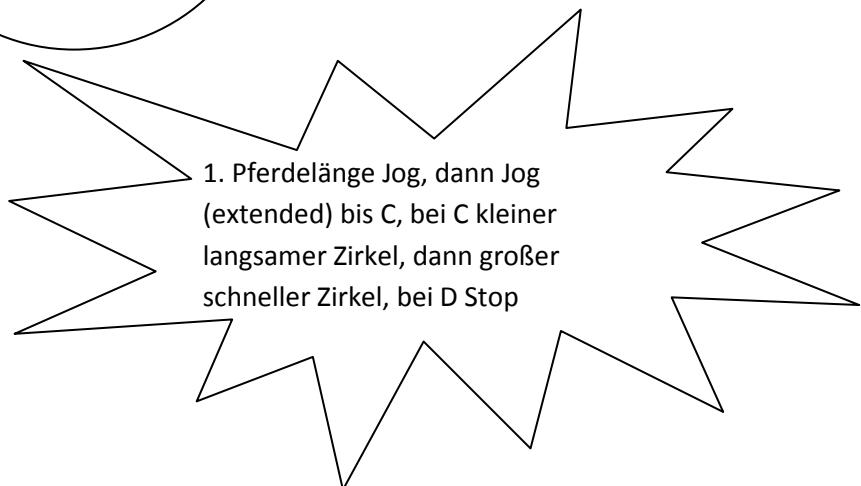 1. Pferdelänge Jog, dann Jog
(extended) bis C, bei C kleiner
langsamer Zirkel, dann großer
schneller Zirkel, bei D Stop